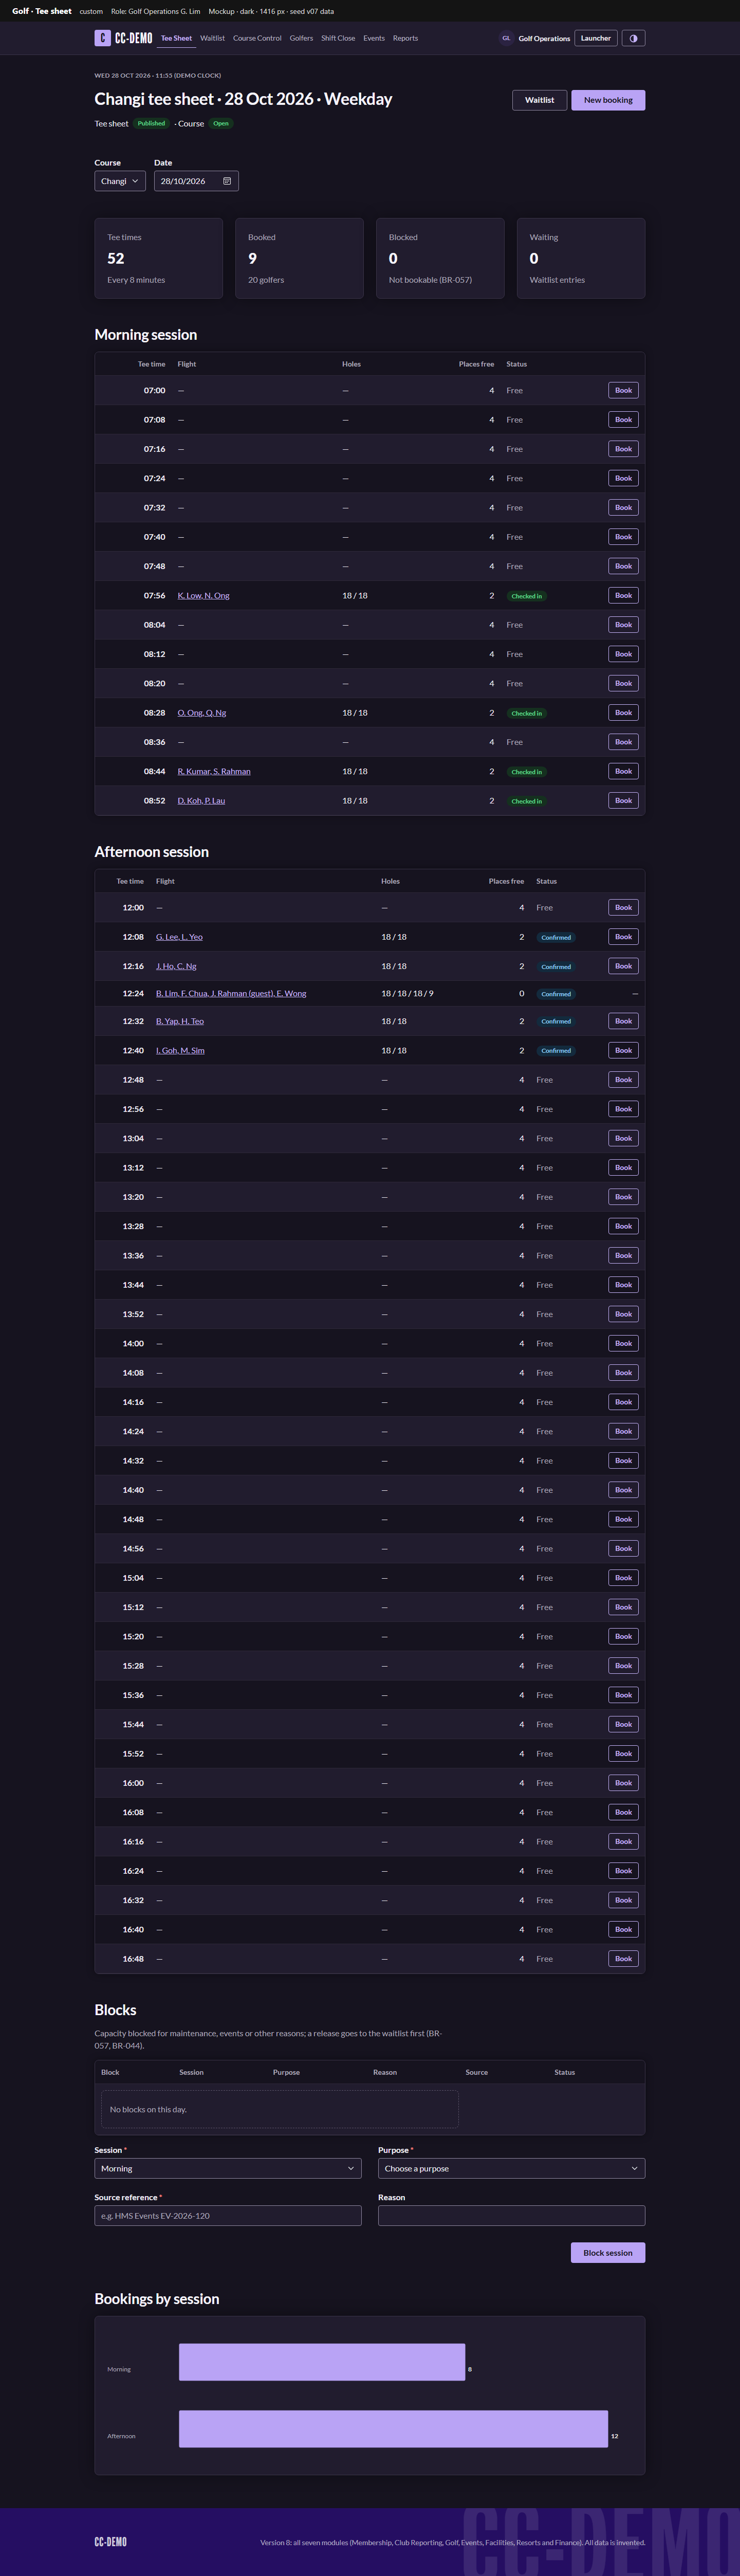 Golf · Tee sheet custom Role: Golf Operations G. Lim Mockup · dark · 1416 px · seed v07 data
C CC-DEMO Tee Sheet Waitlist Course Control Golfers Shift Close Events Reports GL Golf Operations Launcher
WED 28 OCT 2026 · 11:55 (DEMO CLOCK)
Changi tee sheet · 28 Oct 2026 · Weekday
Waitlist New booking
Tee sheet Published · Course Open
Course Date
Changi 28/10/2026
Tee times Booked Blocked Waiting
52 9 0 0
Every 8 minutes 20 golfers Not bookable (BR-057) Waitlist entries
Morning session
Tee time Flight Holes Places free Status
07:00 — — 4 Free Book
07:08 — — 4 Free Book
07:16 — — 4 Free Book
07:24 — — 4 Free Book
07:32 — — 4 Free Book
07:40 — — 4 Free Book
07:48 — — 4 Free Book
07:56 K. Low, N. Ong 18 / 18 2 Checked in Book
08:04 — — 4 Free Book
08:12 — — 4 Free Book
08:20 — — 4 Free Book
08:28 O. Ong, Q. Ng 18 / 18 2 Checked in Book
08:36 — — 4 Free Book
08:44 R. Kumar, S. Rahman 18 / 18 2 Checked in Book
08:52 D. Koh, P. Lau 18 / 18 2 Checked in Book
Afternoon session
Tee time Flight Holes Places free Status
12:00 — — 4 Free Book
12:08 G. Lee, L. Yeo 18 / 18 2 Confirmed Book
12:16 J. Ho, C. Ng 18 / 18 2 Confirmed Book
12:24 B. Lim, F. Chua, J. Rahman (guest), E. Wong 18 / 18 / 18 / 9 0 Confirmed —
12:32 B. Yap, H. Teo 18 / 18 2 Confirmed Book
12:40 I. Goh, M. Sim 18 / 18 2 Confirmed Book
12:48 — — 4 Free Book
12:56 — — 4 Free Book
13:04 — — 4 Free Book
13:12 — — 4 Free Book
13:20 — — 4 Free Book
13:28 — — 4 Free Book
13:36 — — 4 Free Book
13:44 — — 4 Free Book
13:52 — — 4 Free Book
14:00 — — 4 Free Book
14:08 — — 4 Free Book
14:16 — — 4 Free Book
14:24 — — 4 Free Book
14:32 — — 4 Free Book
14:40 — — 4 Free Book
14:48 — — 4 Free Book
14:56 — — 4 Free Book
15:04 — — 4 Free Book
15:12 — — 4 Free Book
15:20 — — 4 Free Book
15:28 — — 4 Free Book
15:36 — — 4 Free Book
15:44 — — 4 Free Book
15:52 — — 4 Free Book
16:00 — — 4 Free Book
16:08 — — 4 Free Book
16:16 — — 4 Free Book
16:24 — — 4 Free Book
16:32 — — 4 Free Book
16:40 — — 4 Free Book
16:48 — — 4 Free Book
Blocks
Capacity blocked for maintenance, events or other reasons; a release goes to the waitlist first (BR-
057, BR-044).
Block Session Purpose Reason Source Status
No blocks on this day.
Session * Purpose *
Morning Choose a purpose
Source reference * Reason
e.g. HMS Events EV-2026-120
Block session
Bookings by session
Morning 8
Afternoon 12
CC-DEMO
CC-DEMO Version 8: all seven modules (Membership, Club Reporting, Golf, Events, Facilities, Resorts and Finance). All data is invented.